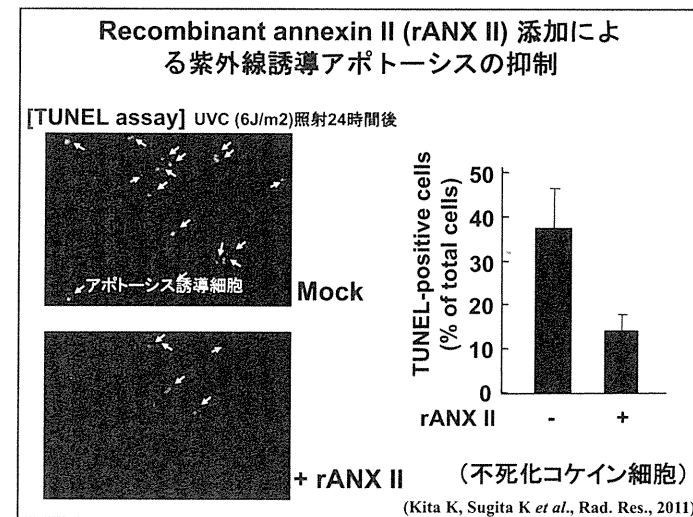 Recombinant annexin II (rANX II) 添加によ
る紫外線誘導アポトーシスの抑制
[TUNEL assay] UVC (6J/m2)照射24時間後
アポトーシス誘導細胞
Mock
+ rANX II
TUNEL-positive cells
(% of total cells)
50
40
30
20
10
0
rANX II - +
(不死化コケイン細胞)
(Kita K, Sugita K et al., Rad. Res., 2011)